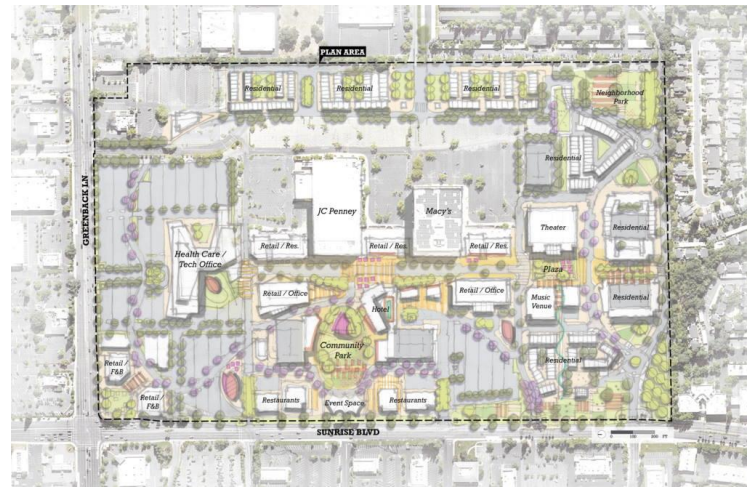 PLAN AREA
Residential
Residential
Residential
Neighborhood
Park
Residential
GREENBACK LN
JC Penney
Macy's
Theater
Residential
Retail / Res.
Retail / Res.
Retail / Res.
Health Care /
Tech Office
Plaza
Retail / Office
Retail / Office
Hotel
Music
Venue
Residential
Community
Park
Residential
Retail /
F&B
Retail /
F&B
Restaurants
Event Space
Restaurants
SUNRISE BLVD